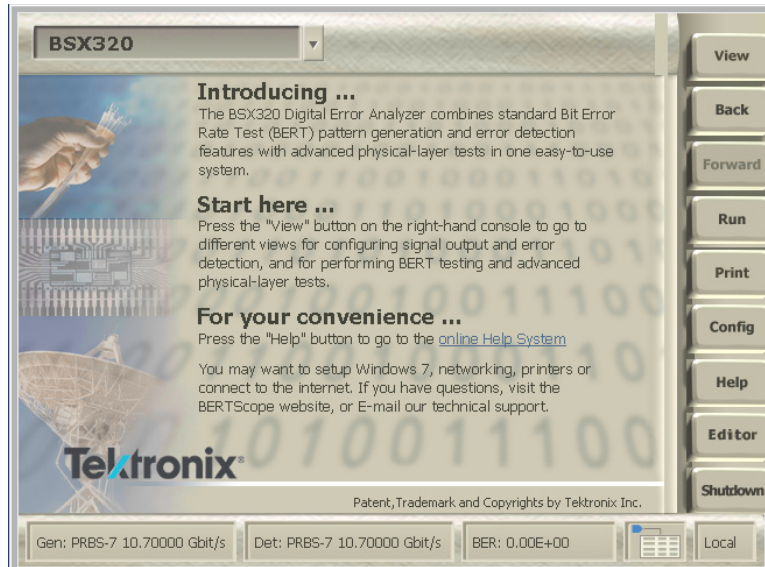 BSX320
Introducing ...
The BSX320 Digital Error Analyzer combines standard Bit Error
Rate Test (BERT) pattern generation and error detection
features with advanced physical-layer tests in one easy-to-use
system.
Start here ...
Press the "View" button on the right-hand console to go to
different views for configuring signal output and error
detection, and for performing BERT testing and advanced
physical-layer tests.
For your convenience ...
Press the "Help" button to go to the online Help System
You may want to setup Windows 7, networking, printers or
connect to the internet. If you have questions, visit the
BERTScope website, or E-mail our technical support.
Tektronix®
Patent,Trademark and Copyrights by Tektronix Inc.
View
Back
Forward
Run
Print
Config
Help
Editor
Shutdown
Gen: PRBS-7 10.70000 Gbit/s
Det: PRBS-7 10.70000 Gbit/s
BER: 0.00E+00
Local